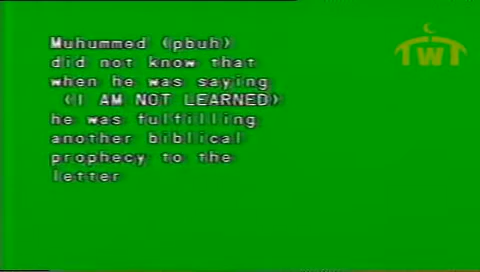 Muhummed (pbuh)
did not know that
when he was saying
(I AM NOT LEARNED)
he was fulfilling
another biblical
prophecy to the
letter
TWT